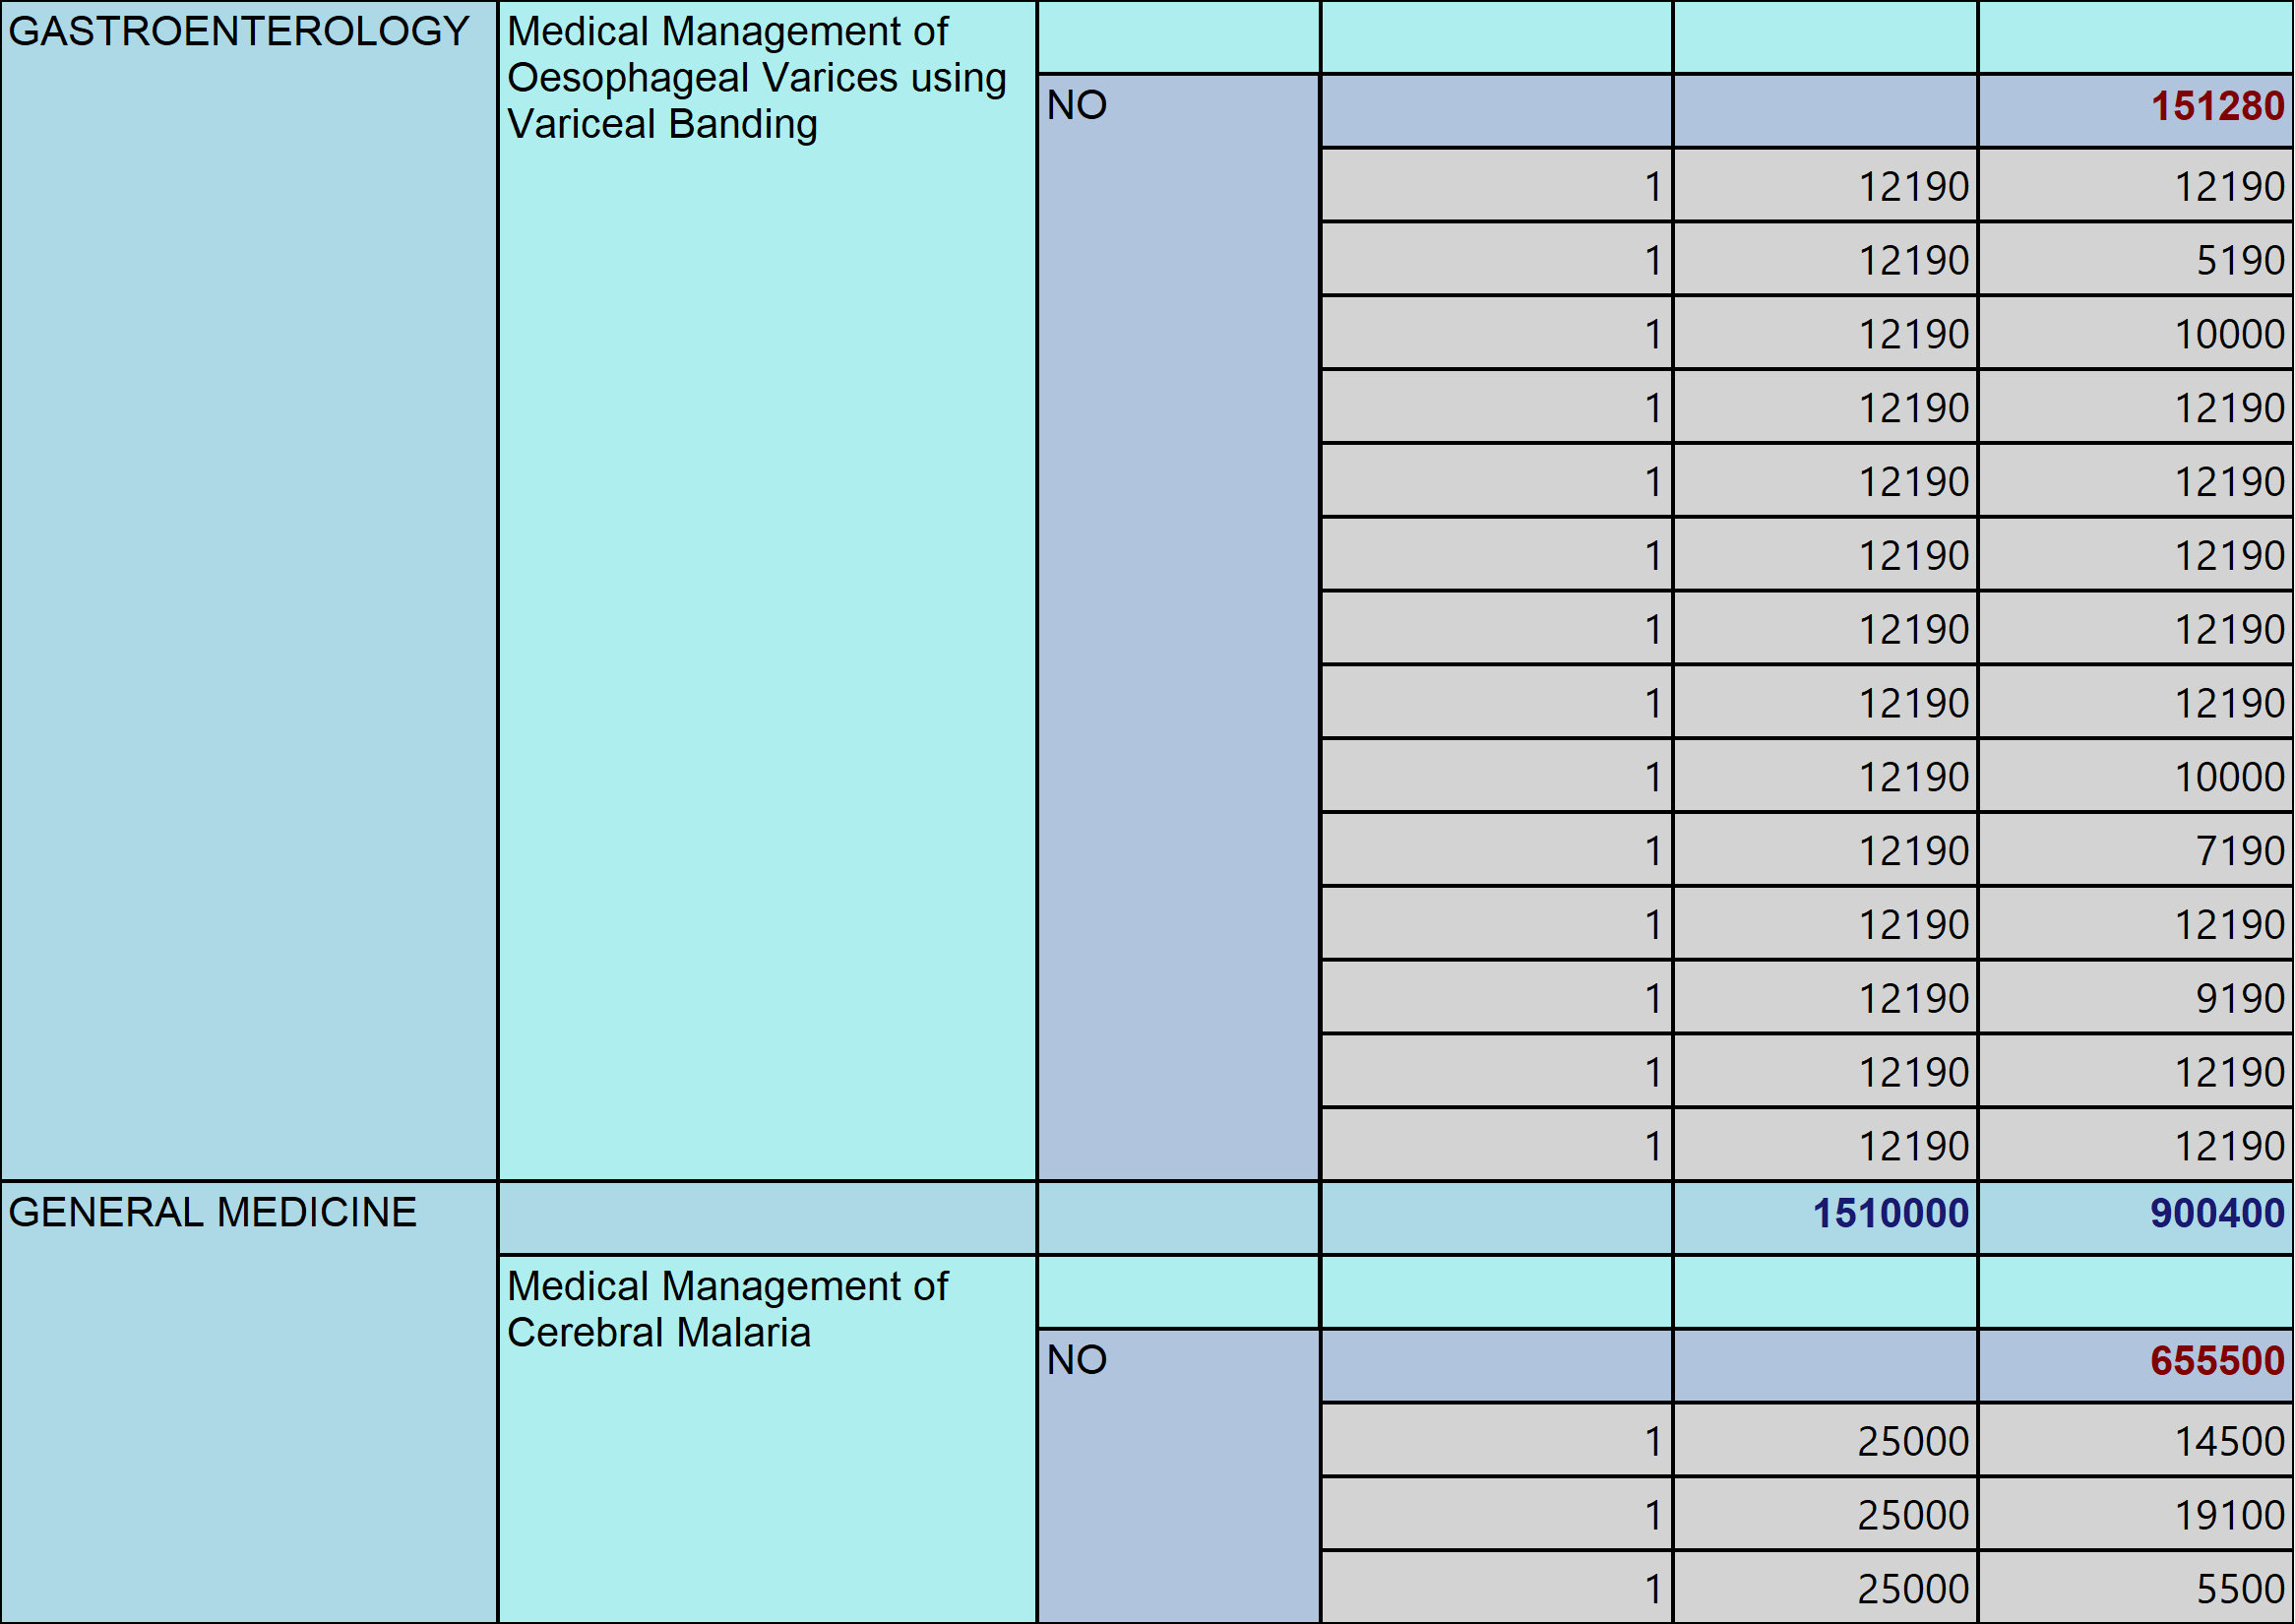 GASTROENTEROLOGY Medical Management of
Oesophageal Varices using
Variceal Banding
NO 151280
1 12190 12190
1 12190 5190
1 12190 10000
1 12190 12190
1 12190 12190
1 12190 12190
1 12190 12190
1 12190 12190
1 12190 10000
1 12190 7190
1 12190 12190
1 12190 9190
1 12190 12190
1 12190 12190
GENERAL MEDICINE 1510000 900400
Medical Management of
Cerebral Malaria
NO 655500
1 25000 14500
1 25000 19100
1 25000 5500